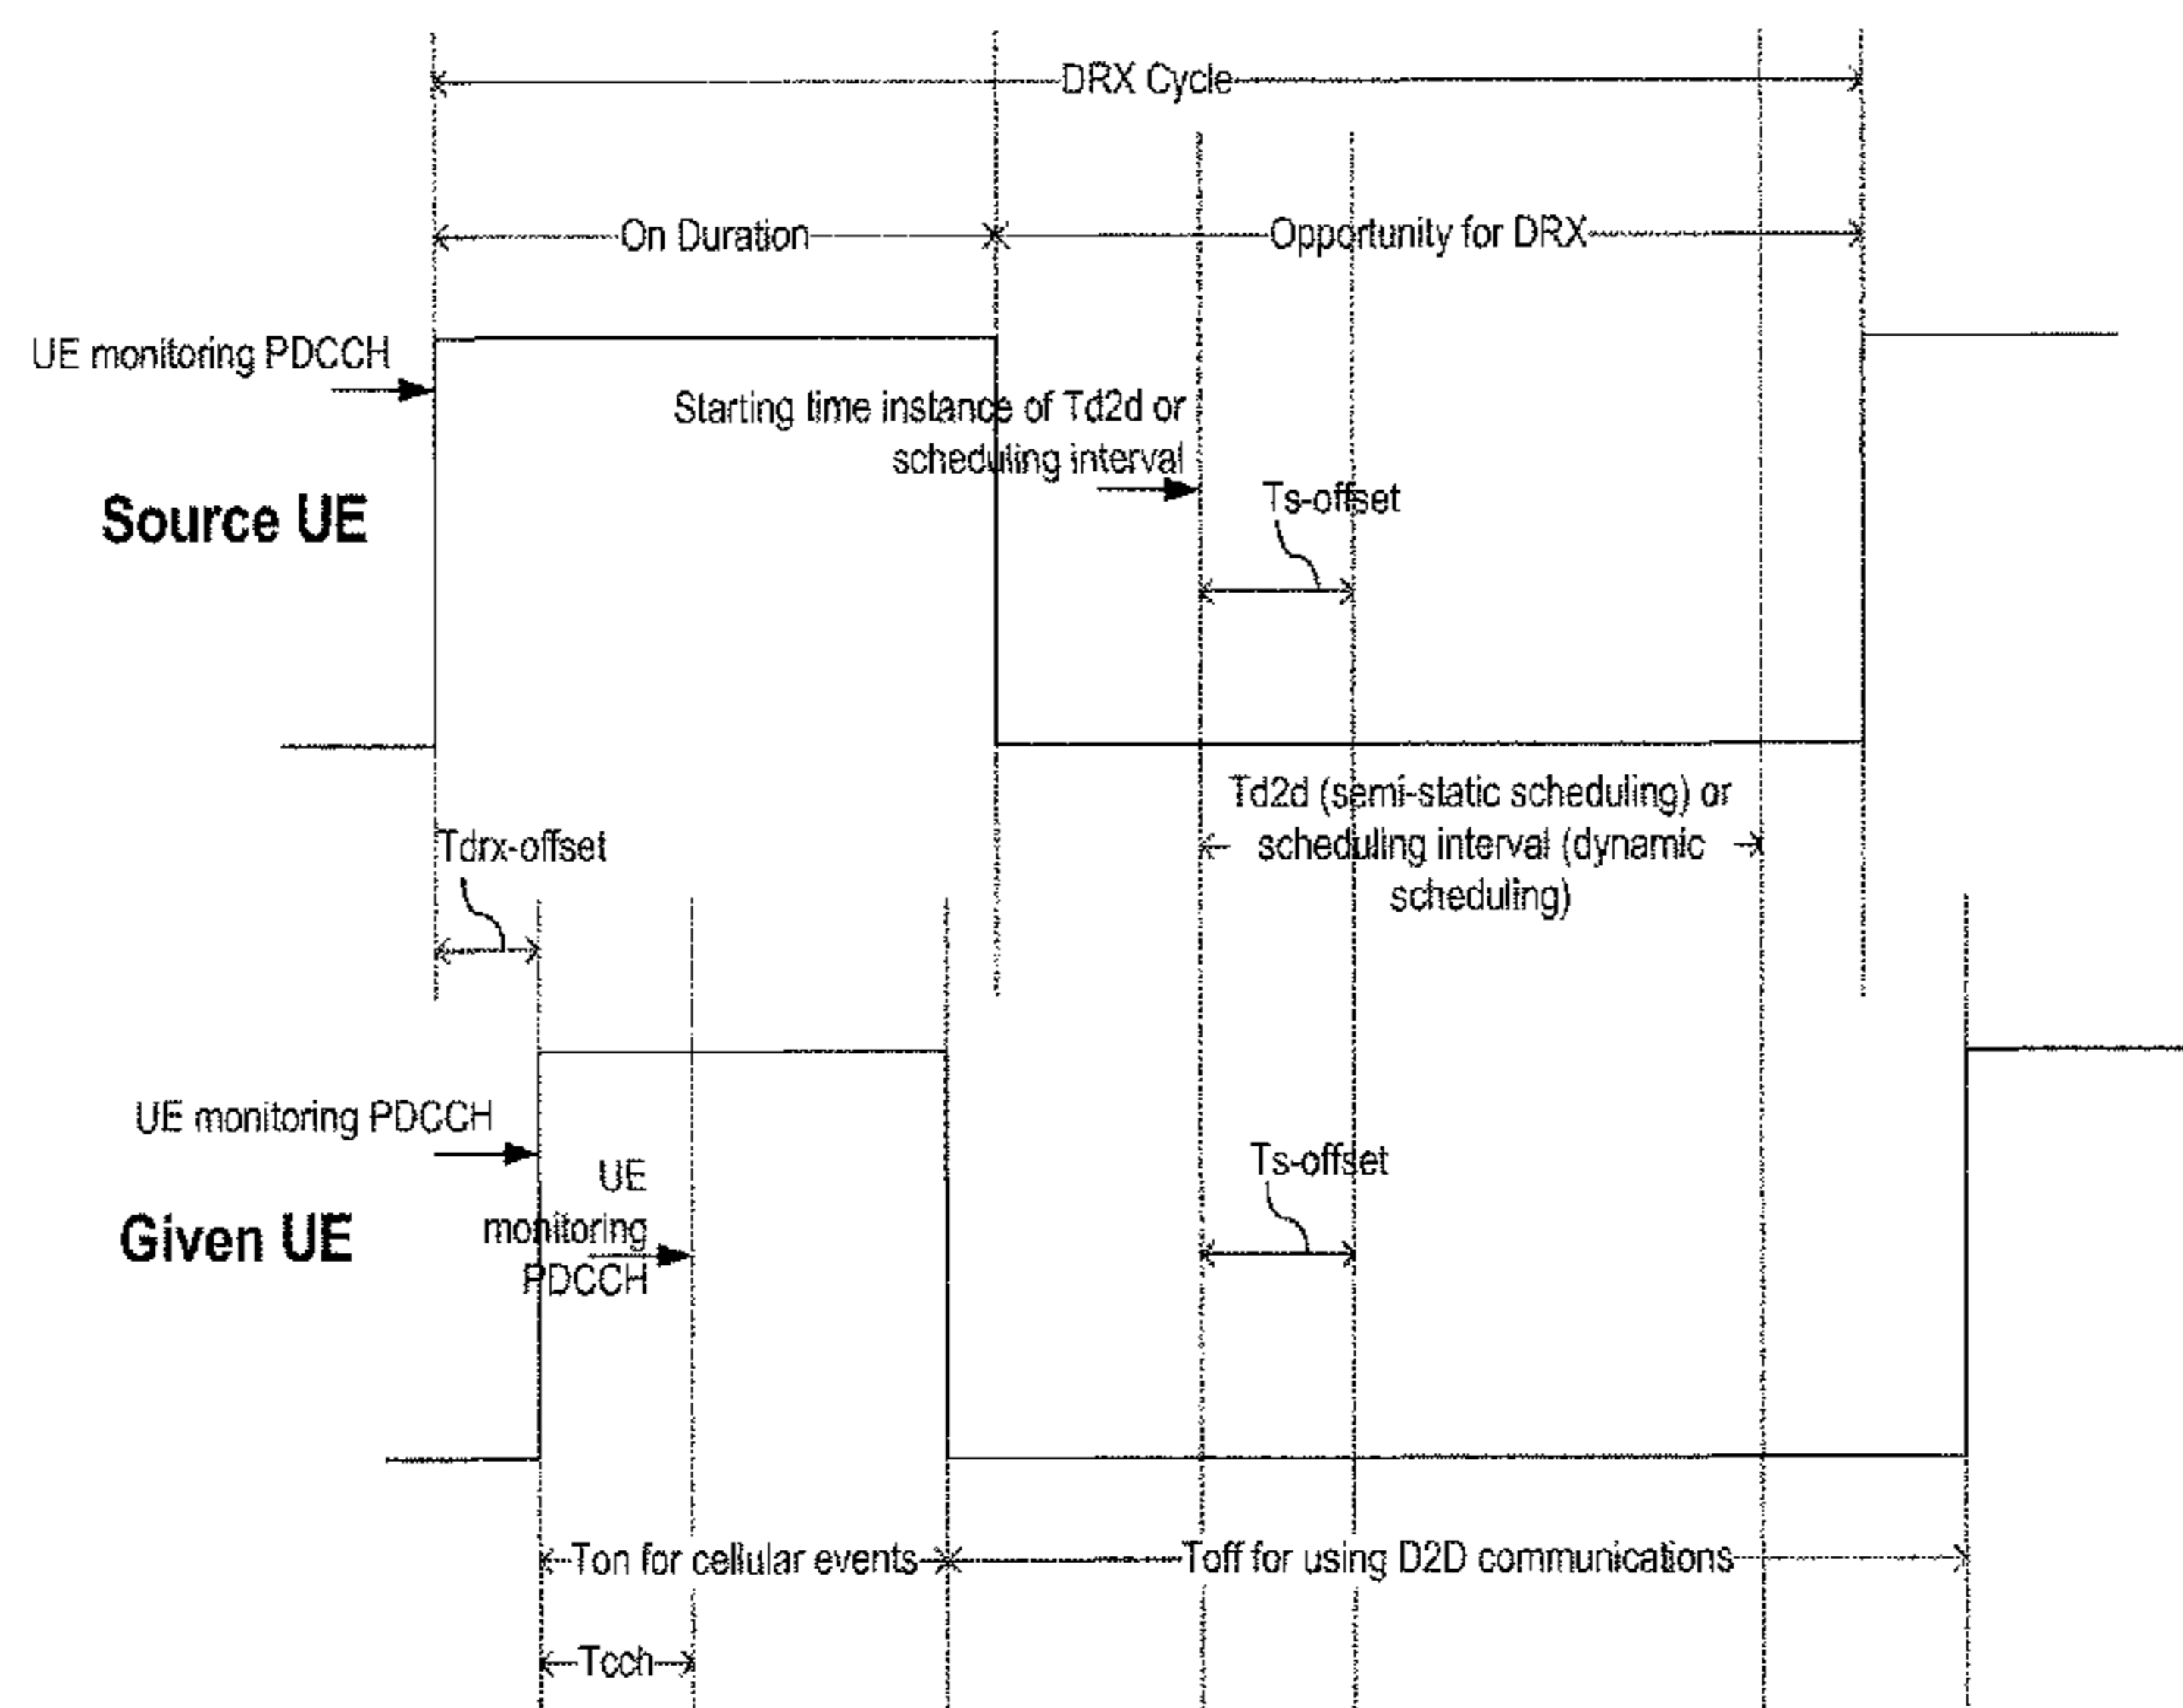 DRX Cycle
On Duration
Opportunity for DRX
UE monitoring PDCCH
Starting time instance of Td2d or
scheduling interval
Ts-offset
Source UE
Td2d (semi-static scheduling) or
scheduling interval (dynamic
scheduling)
Tdrx-offset
UE monitoring PDCCH
UE
monitoring
PDCCH
Ts-offset
Given UE
Ton for cellular events
Toff for using D2D communications
Tcch